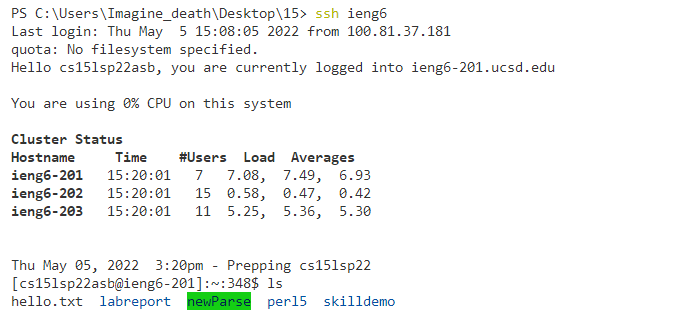 PS C:\Users\Imagine_death\Desktop\15> ssh ieng6
Last login: Thu May  5 15:08:05 2022 from 100.81.37.181
quota: No filesystem specified.
Hello cs15lsp22asb, you are currently logged into ieng6-201.ucsd.edu
You are using 0% CPU on this system
Cluster Status
Hostname     Time    #Users  Load  Averages
ieng6-201   15:20:01   7   7.08,  7.49,  6.93
ieng6-202   15:20:01   15  0.58,  0.47,  0.42
ieng6-203   15:20:01   11  5.25,  5.36,  5.30
Thu May 05, 2022  3:20pm - Prepping cs15lsp22
[cs15lsp22asb@ieng6-201]:~:348$ ls
hello.txt  labreport  newParse  perl5  skilldemo